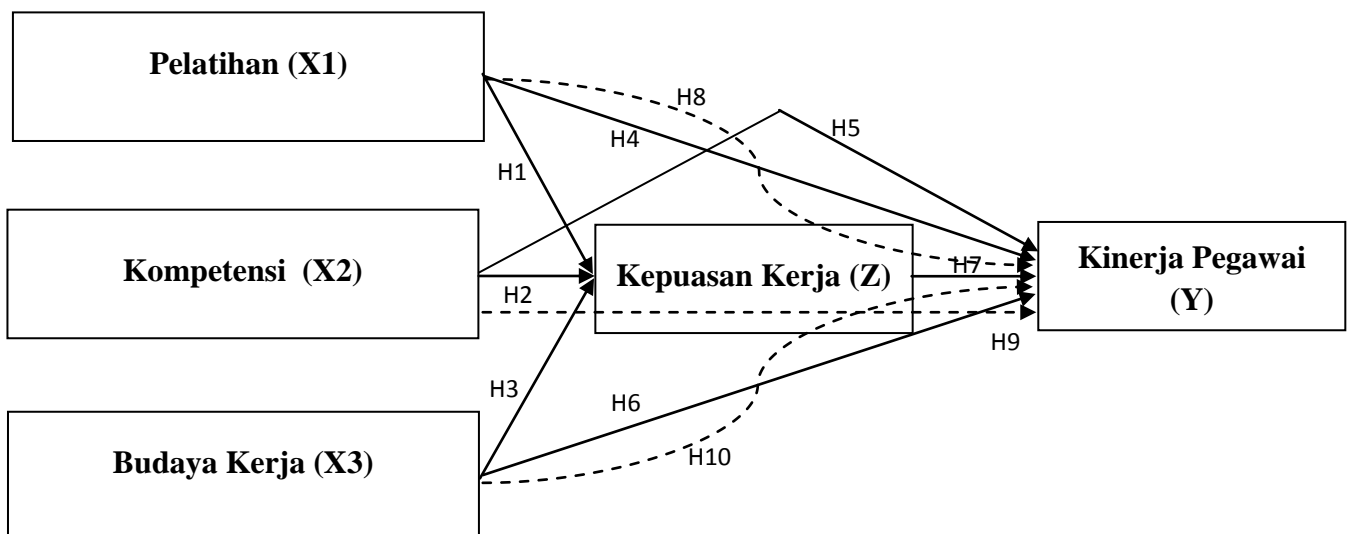 Pelatihan (X1)
H8
H5
H4
H1
Kompetensi (X2)
Kepuasan Kerja (Z)
H7
Kinerja Pegawai
(Y)
H2
H9
H3
H6
Budaya Kerja (X3)
H10